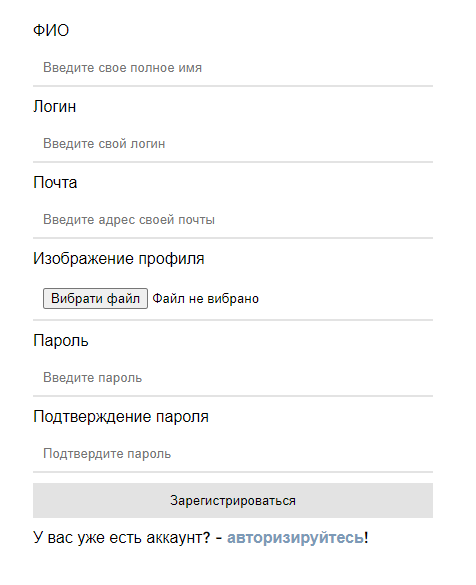 ФИО
Введите свое полное имя
Логин
Введите свой логин
Почта
Введите адрес своей почты
Изображение профиля
Вибрати файл Файл не вибрано
Пароль
Введите пароль
Подтверждение пароля
Подтвердите пароль
Зарегистрироваться
У вас уже есть аккаунт? - авторизируйтесь!